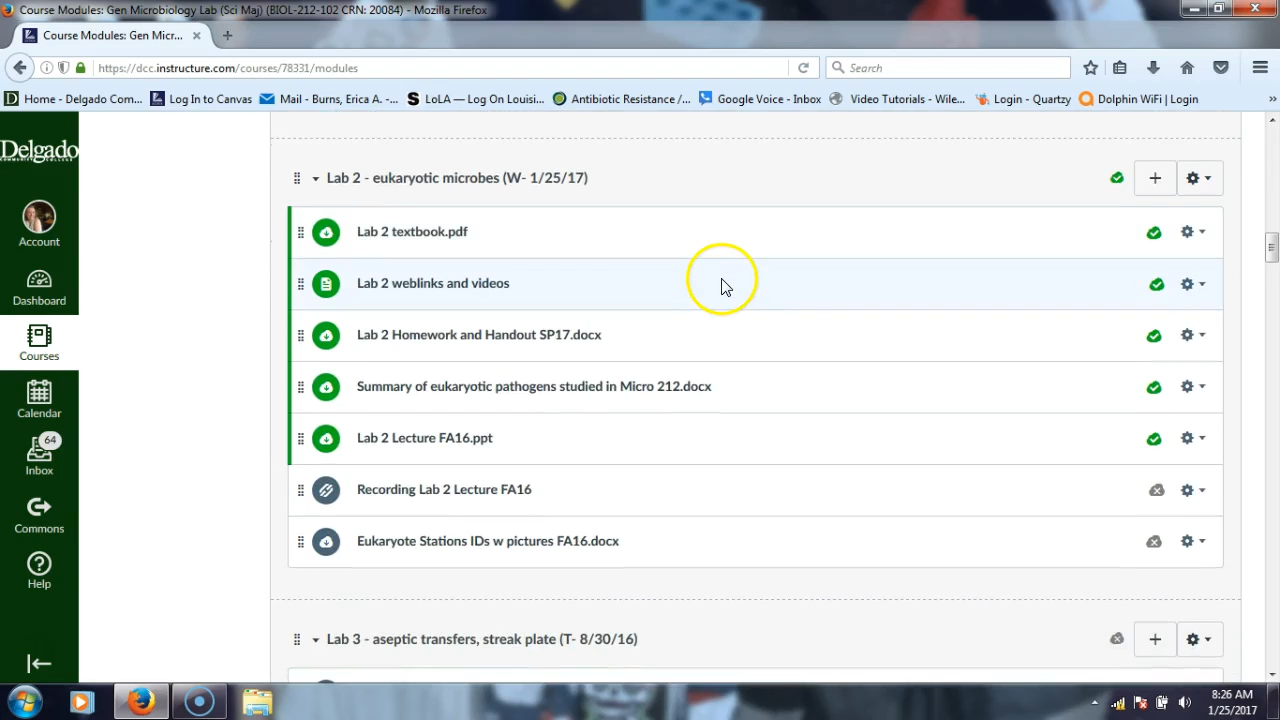 Course Modules: Gen Microbiology Lab (Sci Maj) (BIOL-212-102 CRN: 20084) - Mozilla Firefox
Course Modules: Gen Micr...
https://dcc.instructure.com/courses/78331/modules
Search
Home - Delgado Com...
Log In to Canvas
Mail - Burns, Erica A. -...
LoLA — Log On Louisi...
Antibiotic Resistance /...
Google Voice - Inbox
Video Tutorials - Wile...
Login - Quartzy
Dolphin WiFi | Login
Delgado
COMMUNITY COLLEGE
Account
Dashboard
Courses
Calendar
64
Inbox
Commons
Help
Lab 2 - eukaryotic microbes (W- 1/25/17)
Lab 2 textbook.pdf
Lab 2 weblinks and videos
Lab 2 Homework and Handout SP17.docx
Summary of eukaryotic pathogens studied in Micro 212.docx
Lab 2 Lecture FA16.ppt
Recording Lab 2 Lecture FA16
Eukaryote Stations IDs w pictures FA16.docx
Lab 3 - aseptic transfers, streak plate (T- 8/30/16)
8:26 AM
1/25/2017